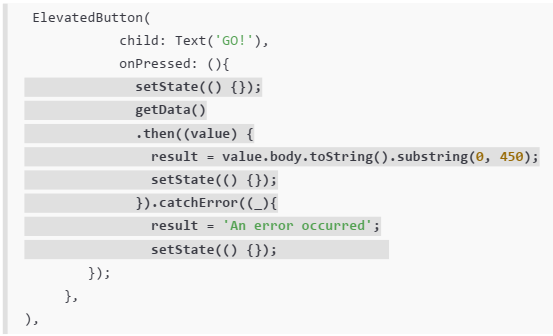 ElevatedButton(
child: Text('GO!'),
onPressed: (){
setState(() {});
getData()
.then((value) {
result = value.body.toString().substring(0, 450);
setState(() {});
}).catchError((_){
result = 'An error occurred';
setState(() {});
});
},
),